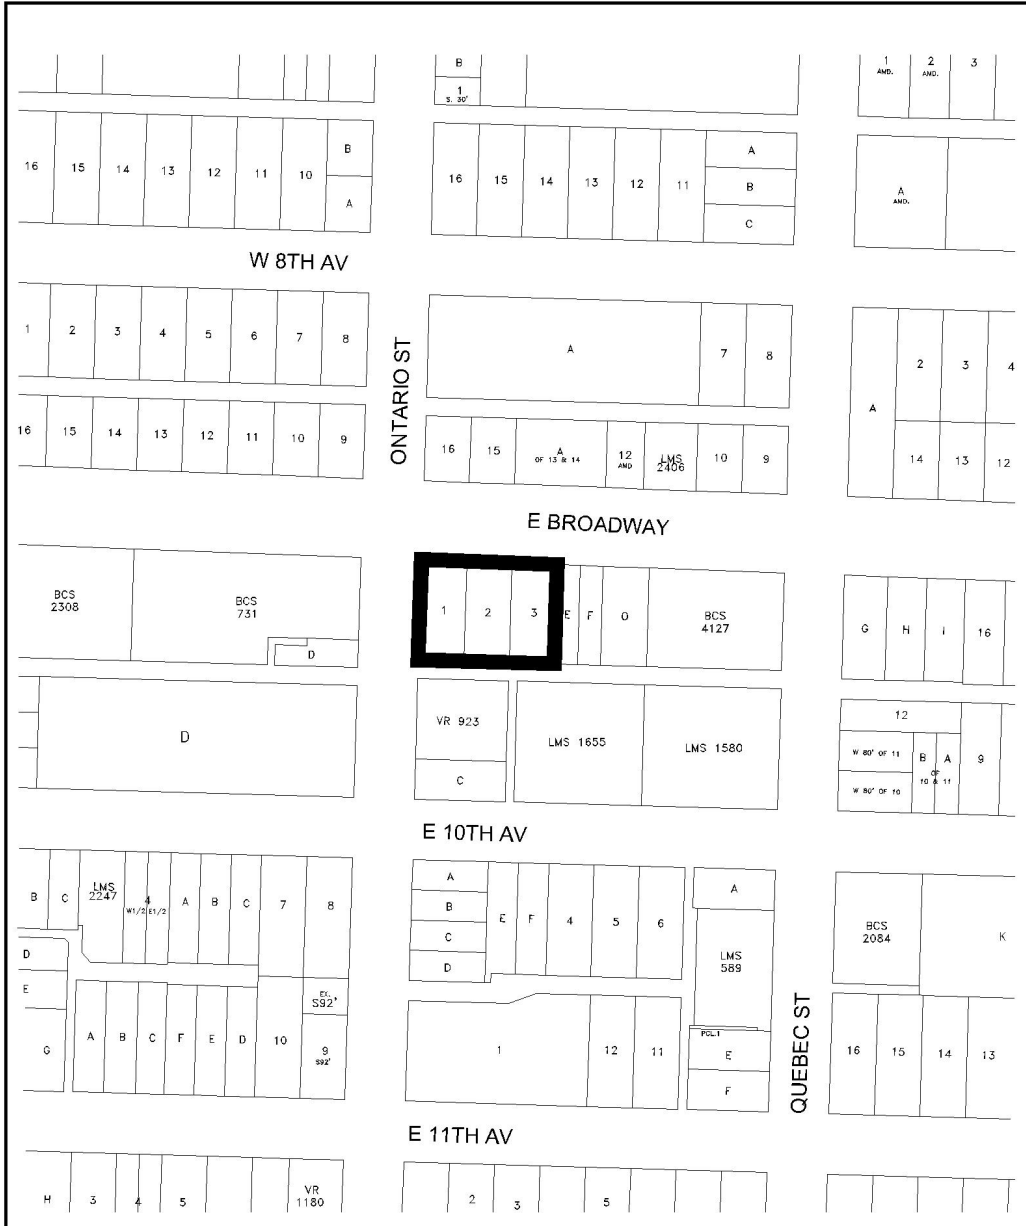 B
1
S. 30'
1
AMD.
2
AMD.
3
16
15
14
13
12
11
10
B
A
16
15
14
13
12
11
A
B
C
A
AMD.
W 8TH AV
1
2
3
4
5
6
7
8
ONTARIO ST
A
7
8
A
2
3
4
16
15
14
13
12
11
10
9
16
15
A
OF 13 & 14
12
AMD
LMS
2406
10
9
14
13
12
E BROADWAY
BCS
2308
BCS
731
D
1
2
3
E
F
O
BCS
4127
G
H
I
16
D
VR 923
C
LMS 1655
LMS 1580
12
W 80' OF 11
W 80' OF 10
B
A
OF
10 & 11
9
E 10TH AV
B
C
LMS
2247
4
W1/2
E1/2
A
B
C
7
8
D
E
G
A
B
C
F
E
D
10
EX.
S92'
9
S92'
A
B
C
D
E
F
4
5
6
1
12
11
A
LMS
589
PCL.1
E
F
QUEBEC ST
BCS
2084
K
16
15
14
13
E 11TH AV
H
3
4
5
VR
1180
2
3
5